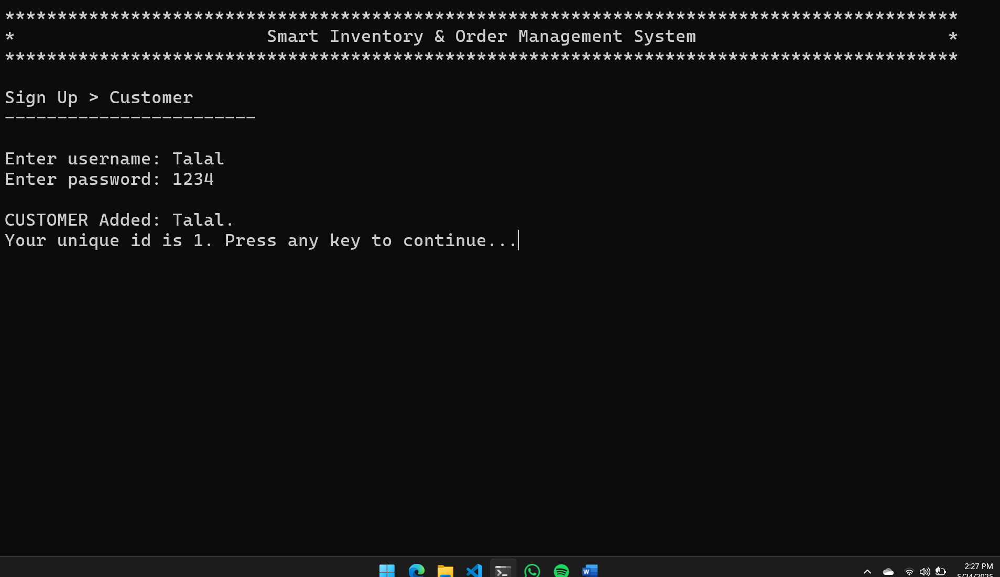 *******************************************************************************************
* Smart Inventory & Order Management System *
*******************************************************************************************
Sign Up > Customer
------------------------
Enter username: Talal
Enter password: 1234
CUSTOMER Added: Talal.
Your unique id is 1. Press any key to continue...
W
2:27 PM
5/24/2025